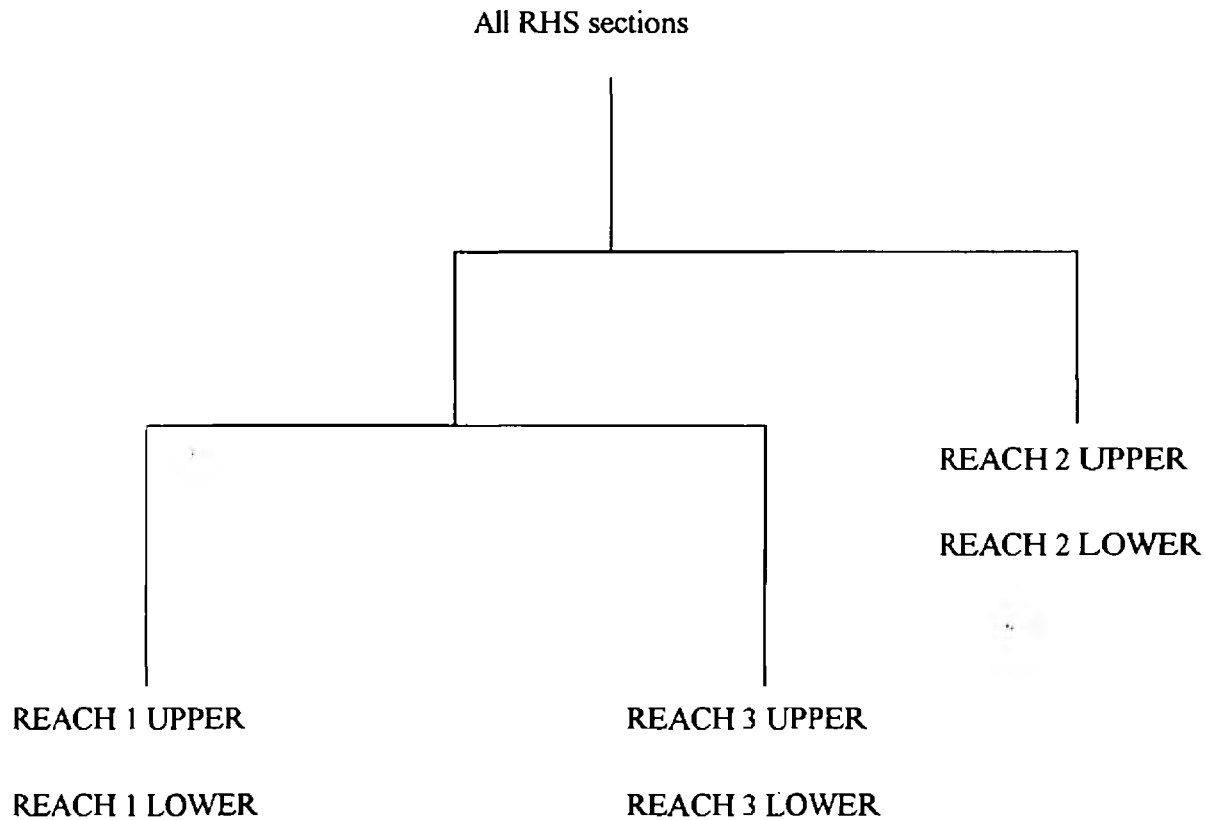 All RHS sections
REACH 2 UPPER
REACH 2 LOWER
REACH 1 UPPER
REACH 3 UPPER
REACH 1 LOWER
REACH 3 LOWER